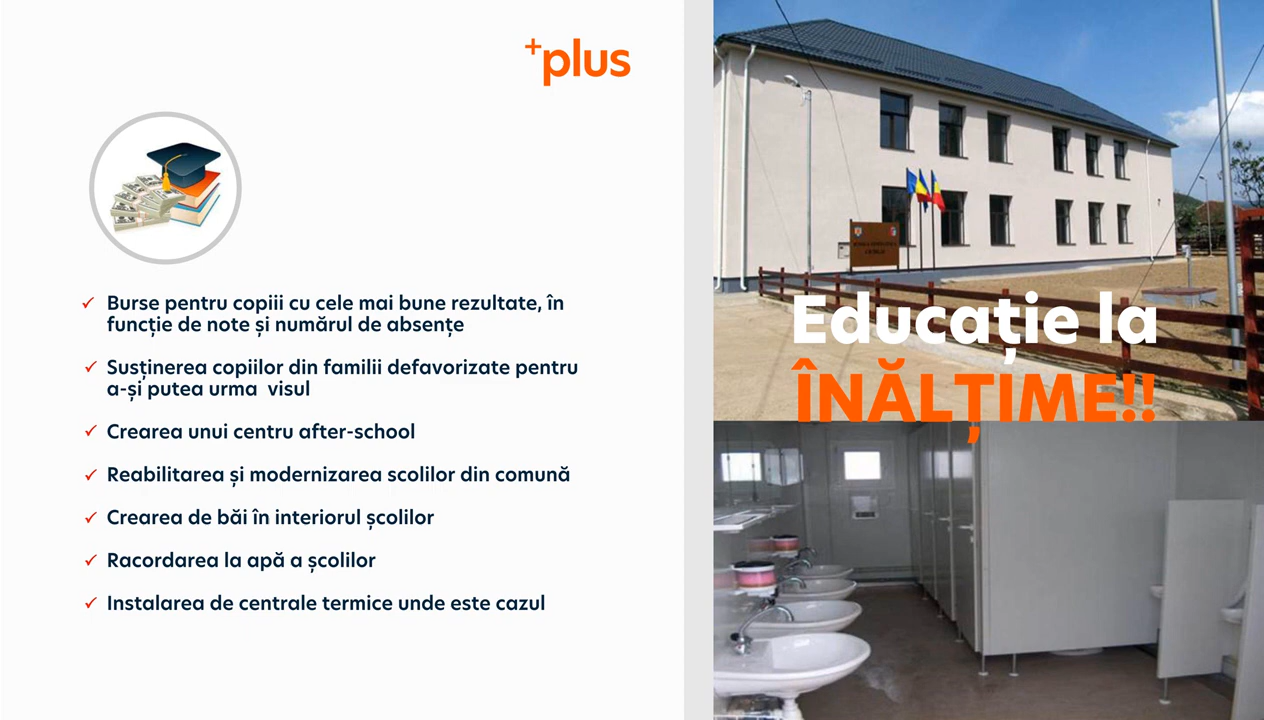 +plus
Burse pentru copiii cu cele mai bune rezultate, în
funcție de note și numărul de absențe
Susținerea copiilor din familii defavorizate pentru
a-și putea urma visul
Crearea unui centru after-school
Reabilitarea și modernizarea scolilor din comună
Crearea de băi în interiorul școlilor
Racordarea la apă a școlilor
Instalarea de centrale termice unde este cazul
Educație la
ÎNĂLȚIME!!